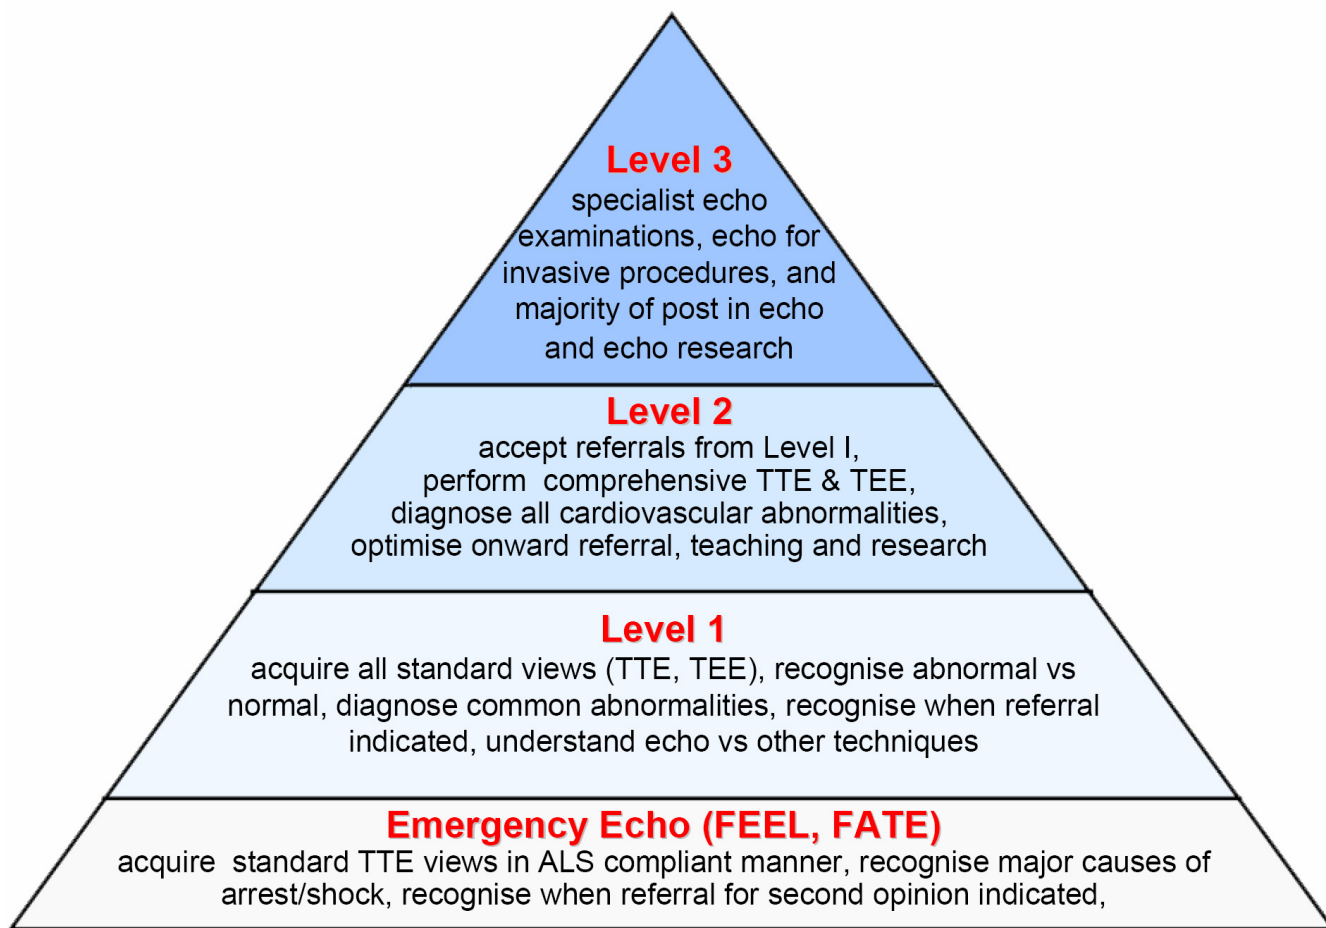 Level 3
specialist echo
examinations, echo for
invasive procedures, and
majority of post in echo
and echo research
Level 2
accept referrals from Level I,
perform  comprehensive TTE & TEE,
diagnose all cardiovascular abnormalities,
optimise onward referral, teaching and research
Level 1
acquire all standard views (TTE, TEE), recognise abnormal vs
normal, diagnose common abnormalities, recognise when referral
indicated, understand echo vs other techniques
Emergency Echo (FEEL, FATE)
acquire  standard TTE views in ALS compliant manner, recognise major causes of
arrest/shock, recognise when referral for second opinion indicated,